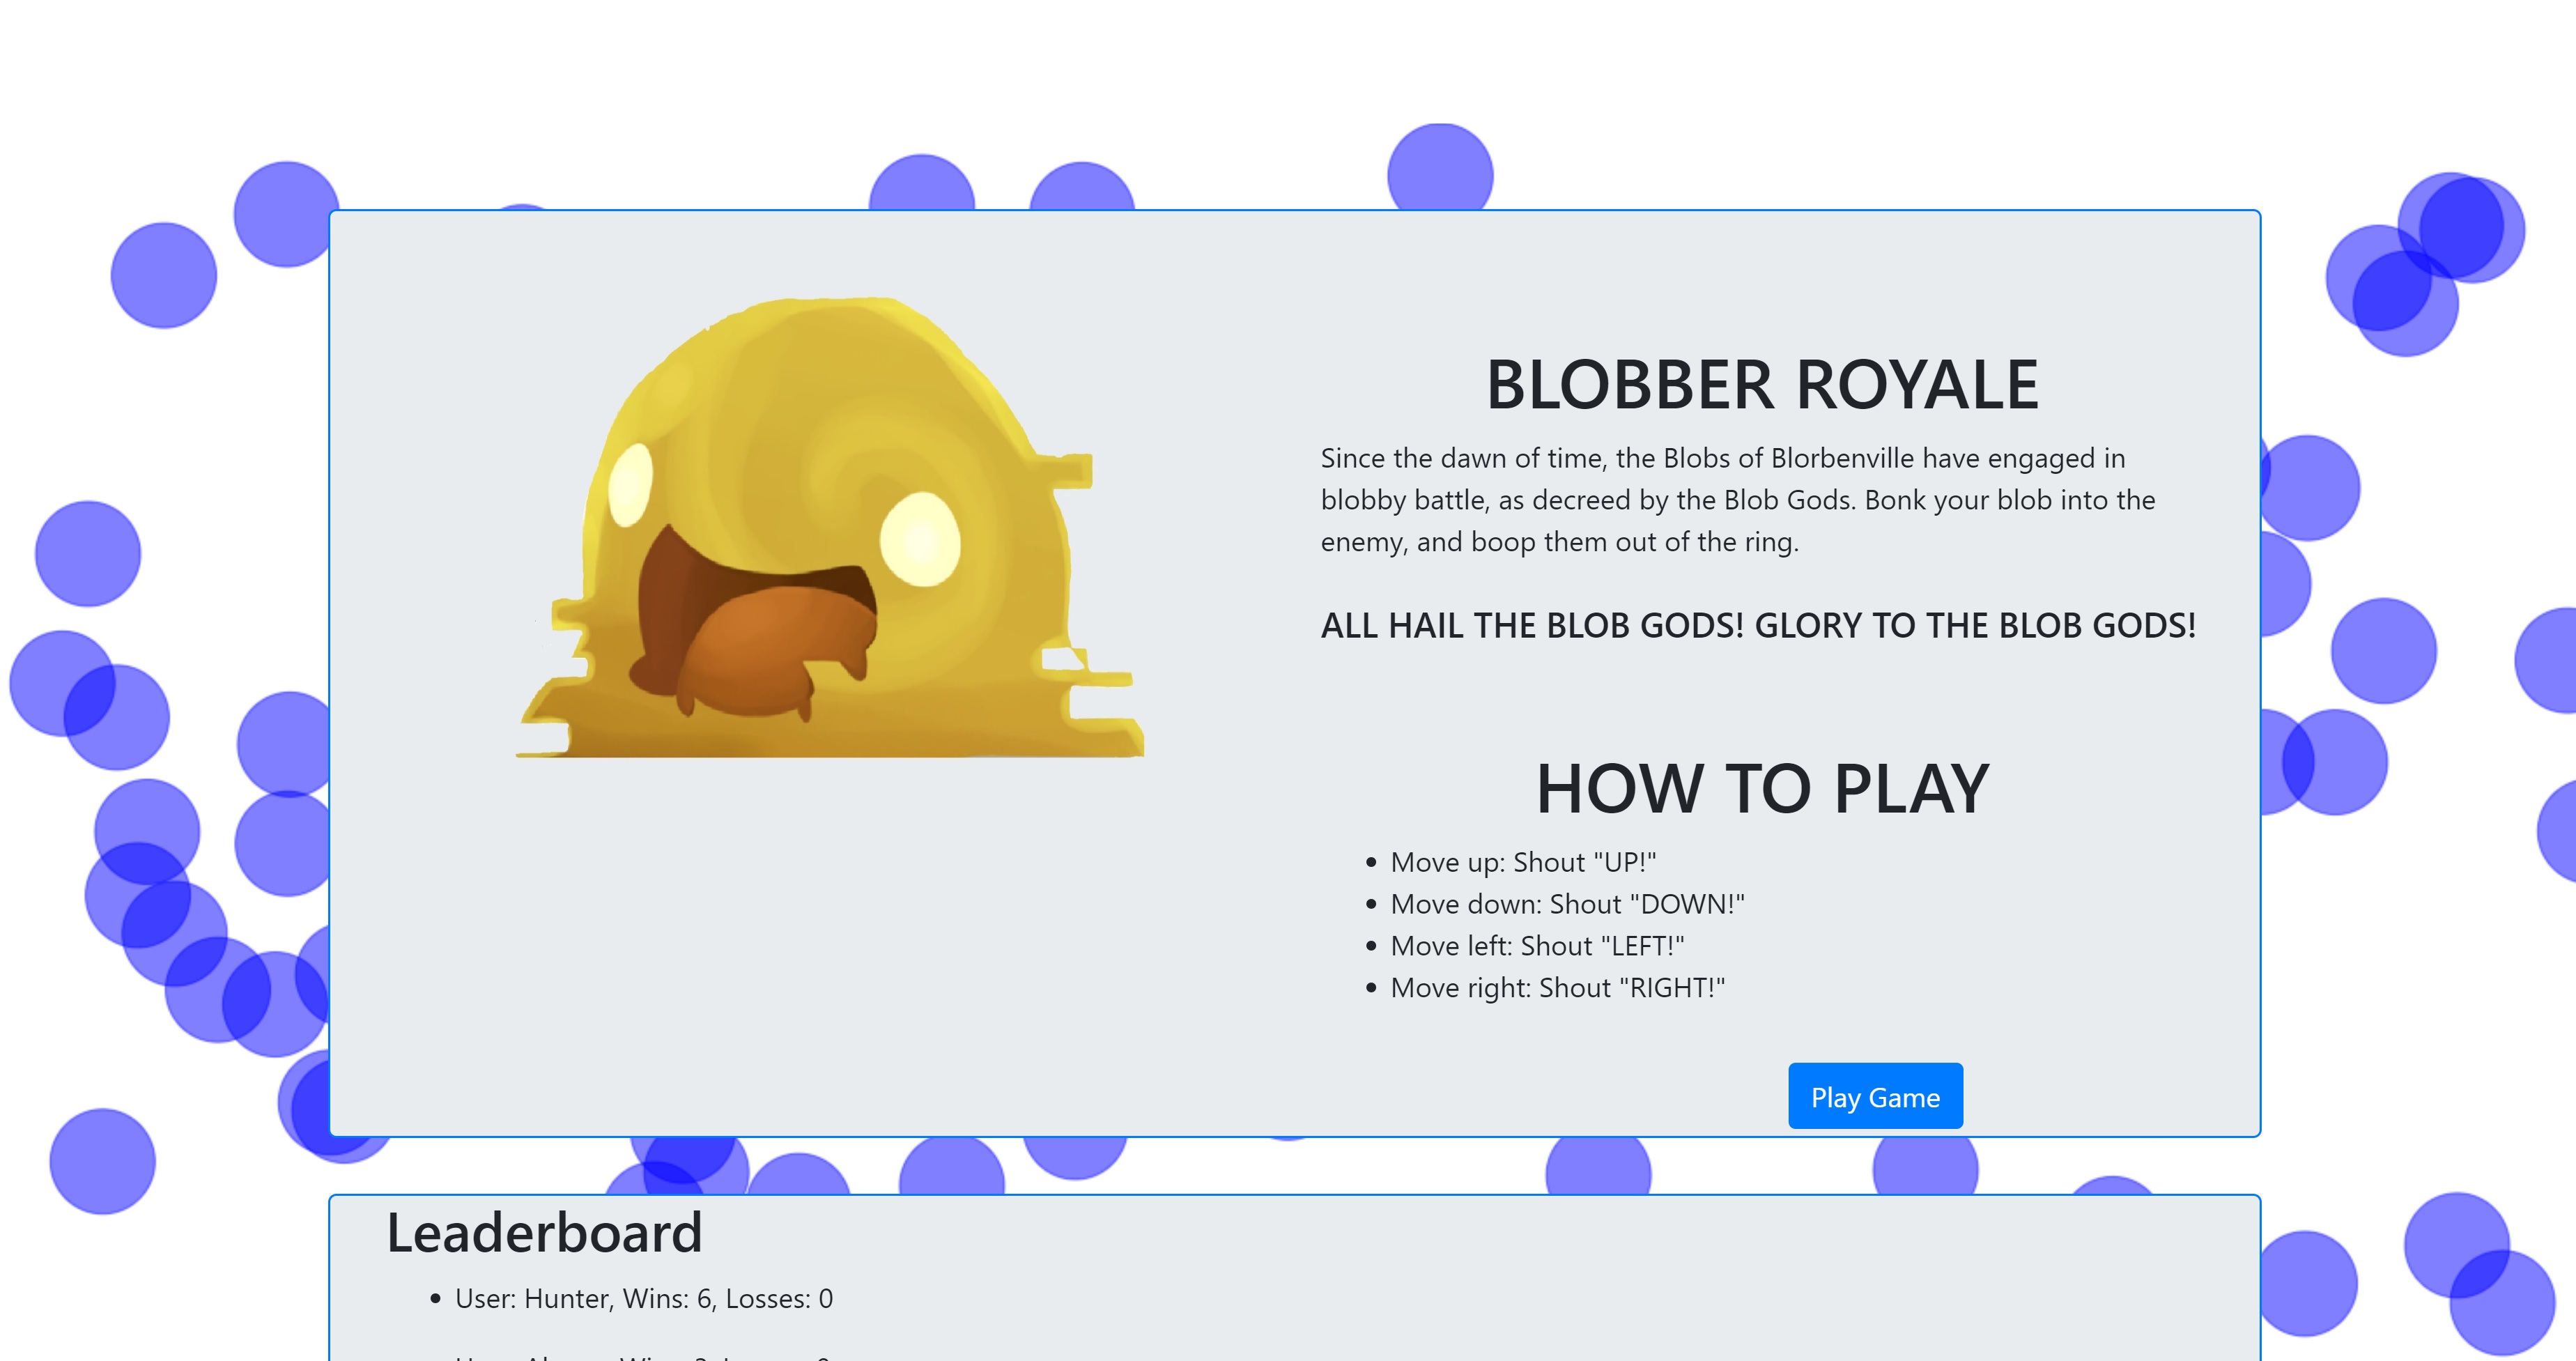 BLOBBER ROYALE
Since the dawn of time, the Blobs of Blorbenville have engaged in
blobby battle, as decreed by the Blob Gods. Bonk your blob into the
enemy, and boop them out of the ring.
ALL HAIL THE BLOB GODS! GLORY TO THE BLOB GODS!
HOW TO PLAY
• Move up: Shout "UP!"
• Move down: Shout "DOWN!"
• Move left: Shout "LEFT!"
• Move right: Shout "RIGHT!"
Play Game
Leaderboard
• User: Hunter, Wins: 6, Losses: 0